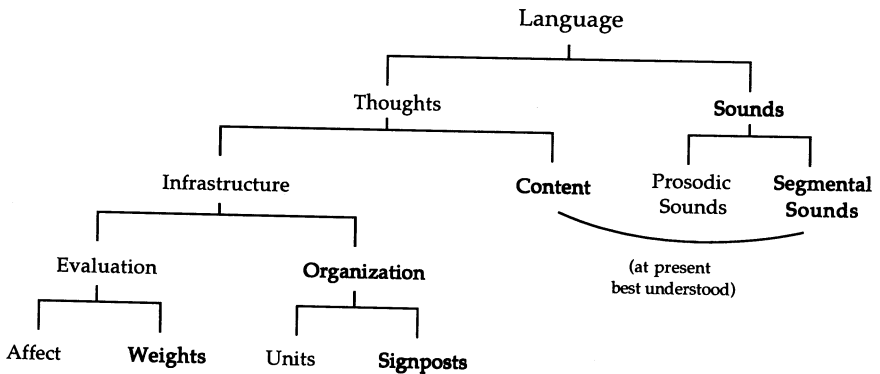 Language
Thoughts
Sounds
Infrastructure
Content
Prosodic
Sounds
Segmental
Sounds
Evaluation
Organization
(at present
best understood)
Affect
Weights
Units
Signposts